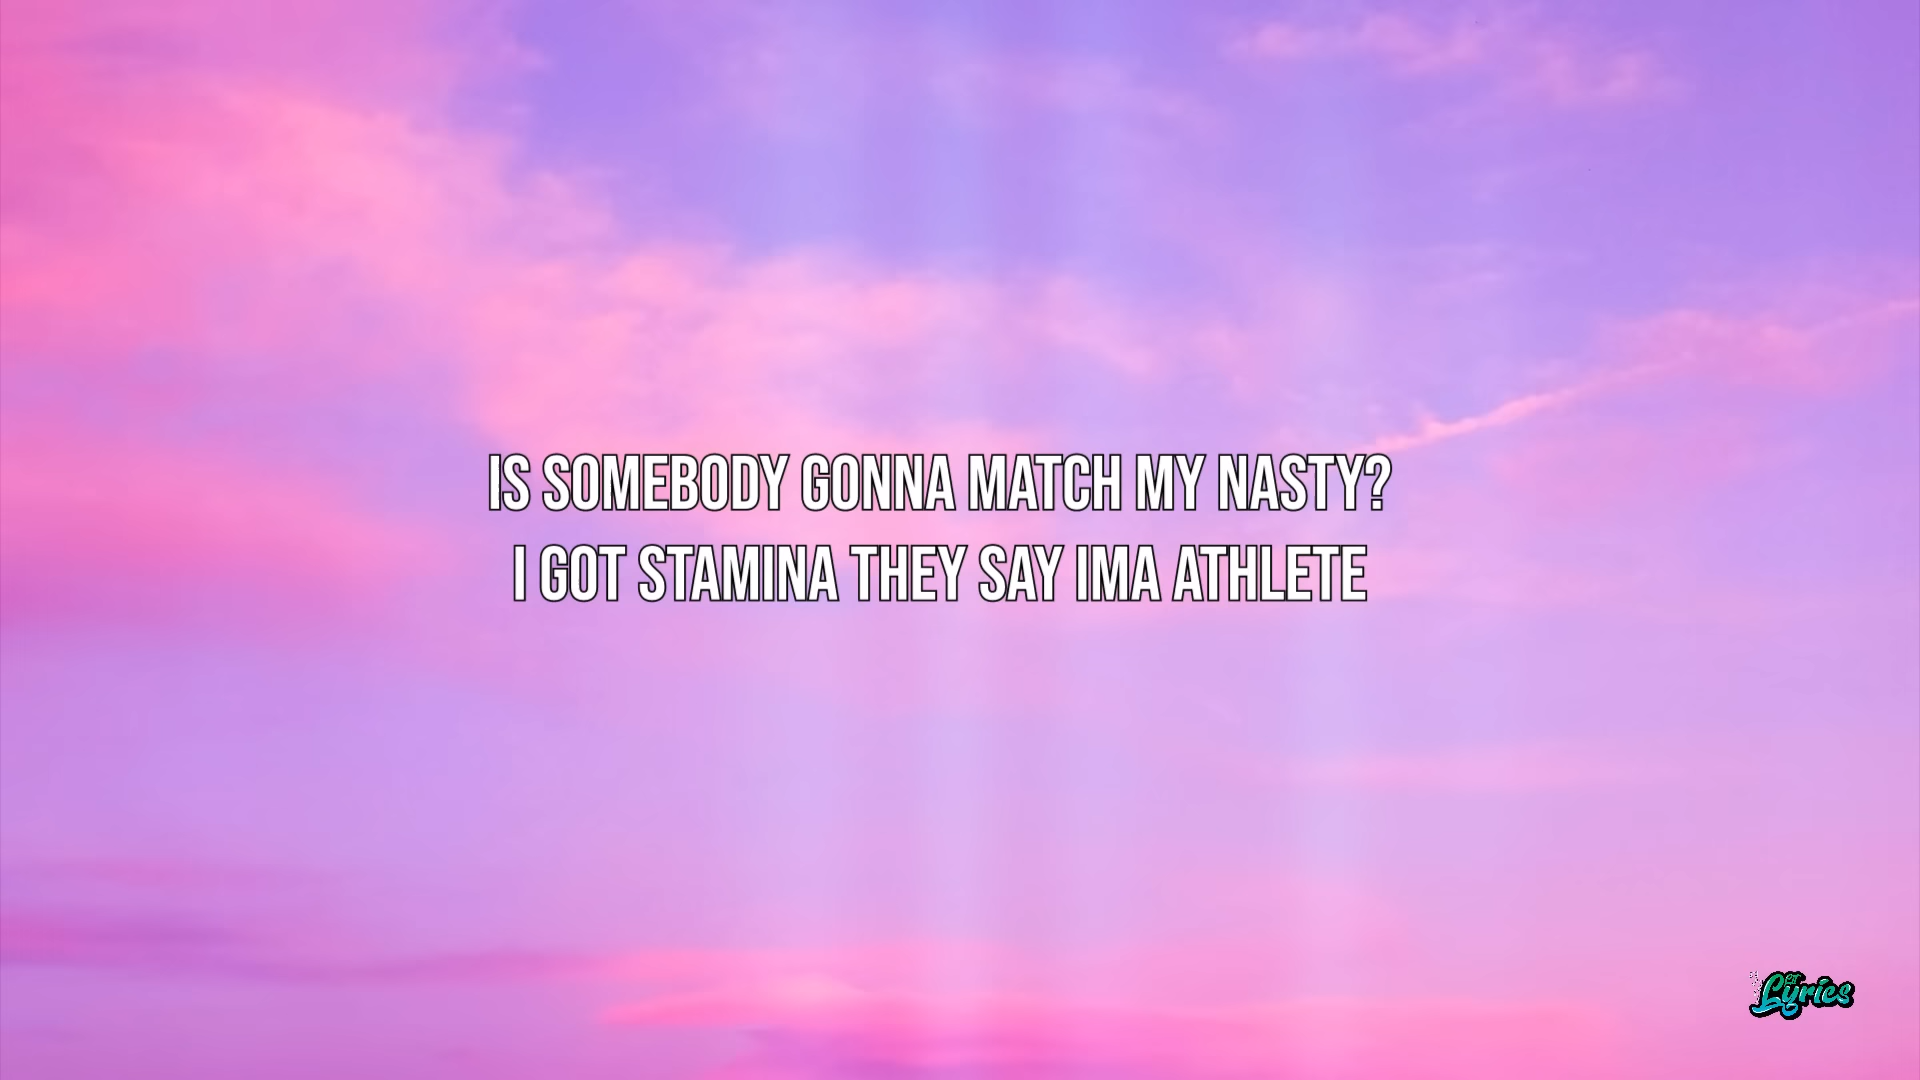 IS SOMEBODY GONNA MATCH MY NASTY?
I GOT STAMINA THEY SAY IMA ATHLETE
Lyrics